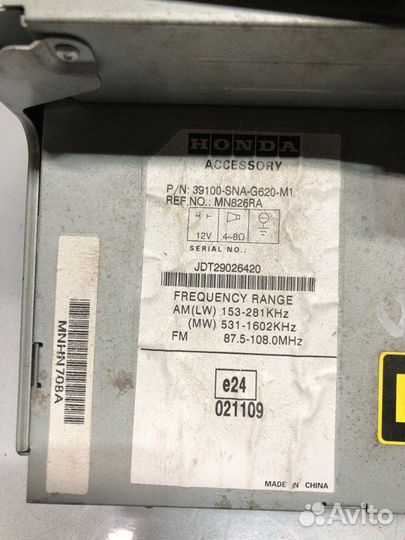 HONDA
ACCESSORY
P/N: 39100-SNA-G620-M1
REF.NO.: MN826RA
12V 4~8Ω
SERIAL NO.:
JDT29026420
FREQUENCY RANGE
AM(LW) 153-281KHz
(MW) 531-1602KHz
FM 87.5-108.0MHz
e24
021109
MADE IN CHINA
MNHN708A
Avito